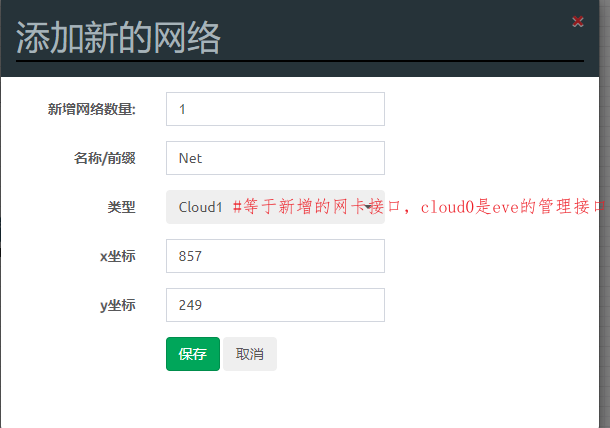 添加新的网络
新增网络数量: 1
名称/前缀 Net
类型 Cloud1 #等于新增的网卡接口，cloud0是eve的管理接口
x坐标 857
y坐标 249
保存 取消